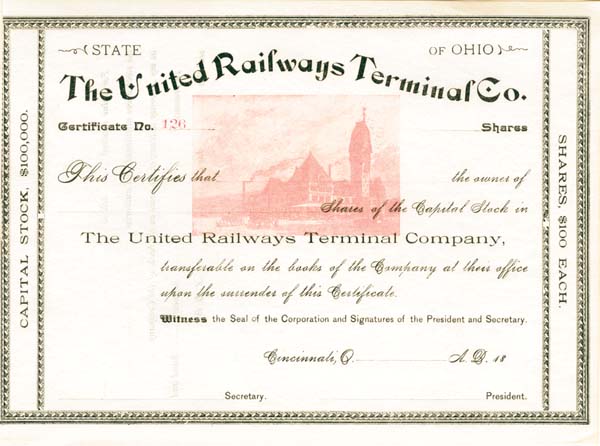 STATE OF OHIO
The United Railways Terminal Co.
Certificate No. 126 Shares
This Certifies that the owner of
Shares of the Capital Stock in
The United Railways Terminal Company,
transferable on the books of the Company at their office
upon the surrender of this Certificate.
Witness the Seal of the Corporation and Signatures of the President and Secretary.
Cincinnati, O. A.D. 18
Secretary. President.
CAPITAL STOCK, $100,000.
SHARES, $100 EACH.